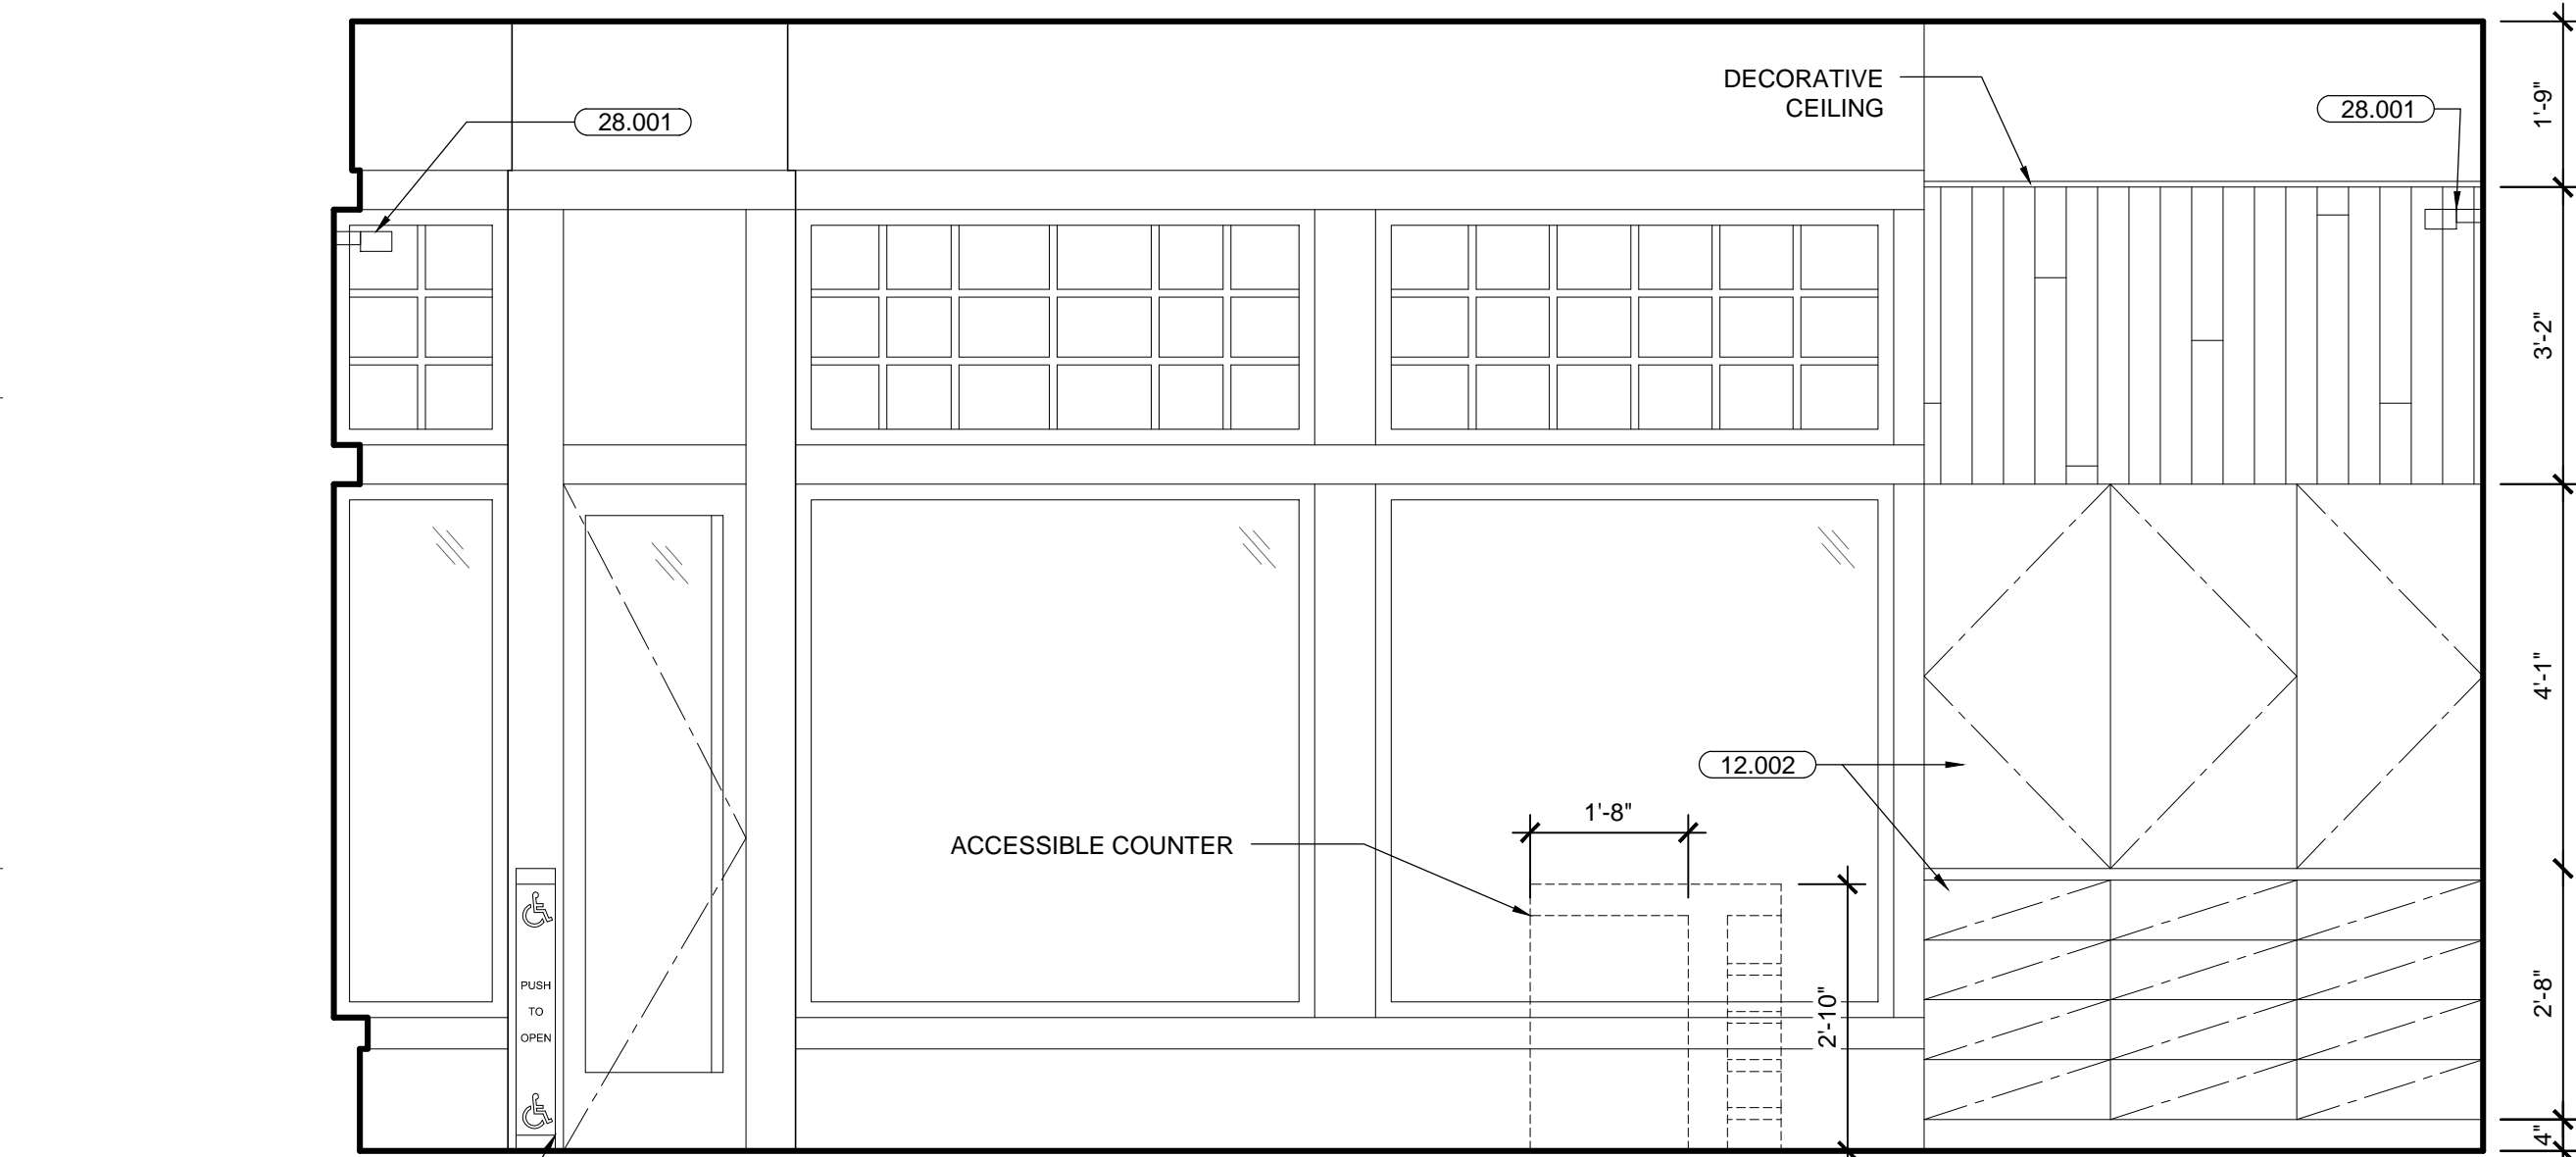 DECORATIVE
CEILING
28.001
28.001
1'-9"
3'-2"
4'-1"
12.002
1'-8"
ACCESSIBLE COUNTER
PUSH
TO
OPEN
2'-10"
2'-8"
4"